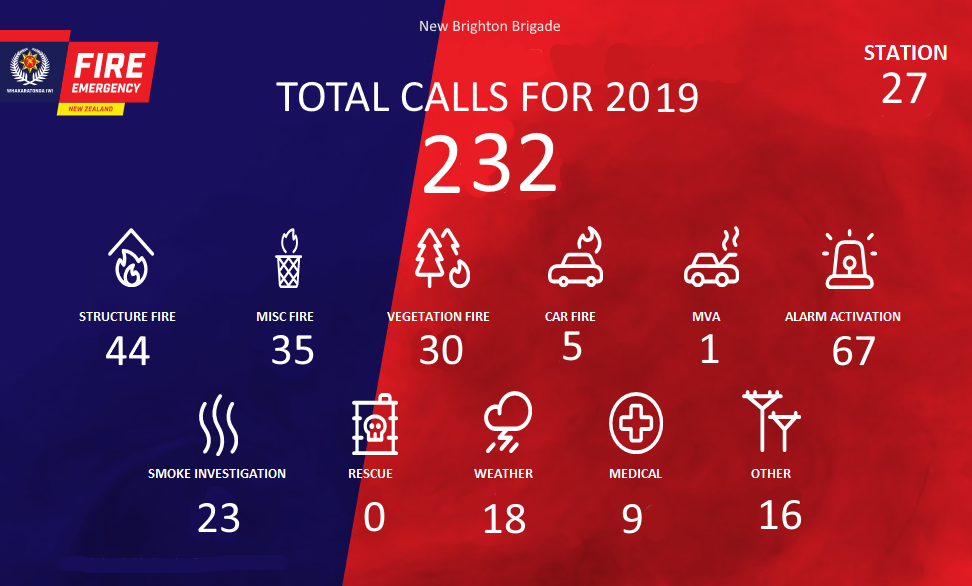 New Brighton Brigade
WHAKARATONGA IWI
FIRE
EMERGENCY
NEW ZEALAND
STATION
27
TOTAL CALLS FOR 2019
232
STRUCTURE FIRE
44
MISC FIRE
35
VEGETATION FIRE
30
CAR FIRE
5
MVA
1
ALARM ACTIVATION
67
SMOKE INVESTIGATION
23
RESCUE
0
WEATHER
18
MEDICAL
9
OTHER
16